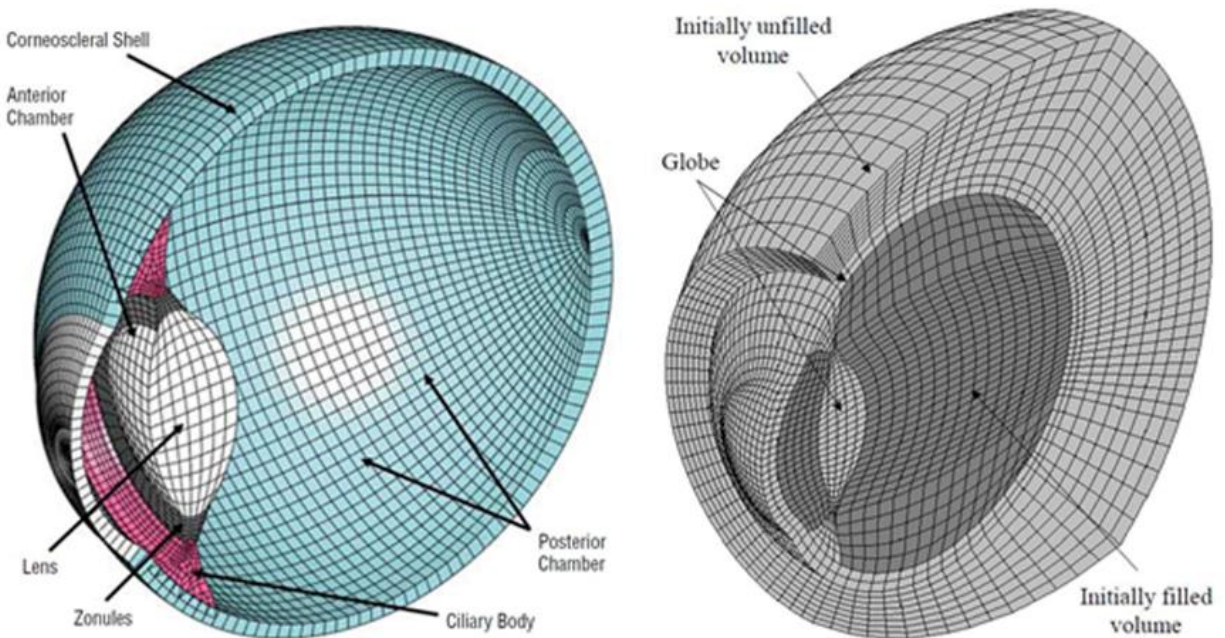 Corneoscleral Shell
Anterior
Chamber
Lens
Zonules
Ciliary Body
Posterior
Chamber
Initially unfilled
volume
Globe
Initially filled
volume